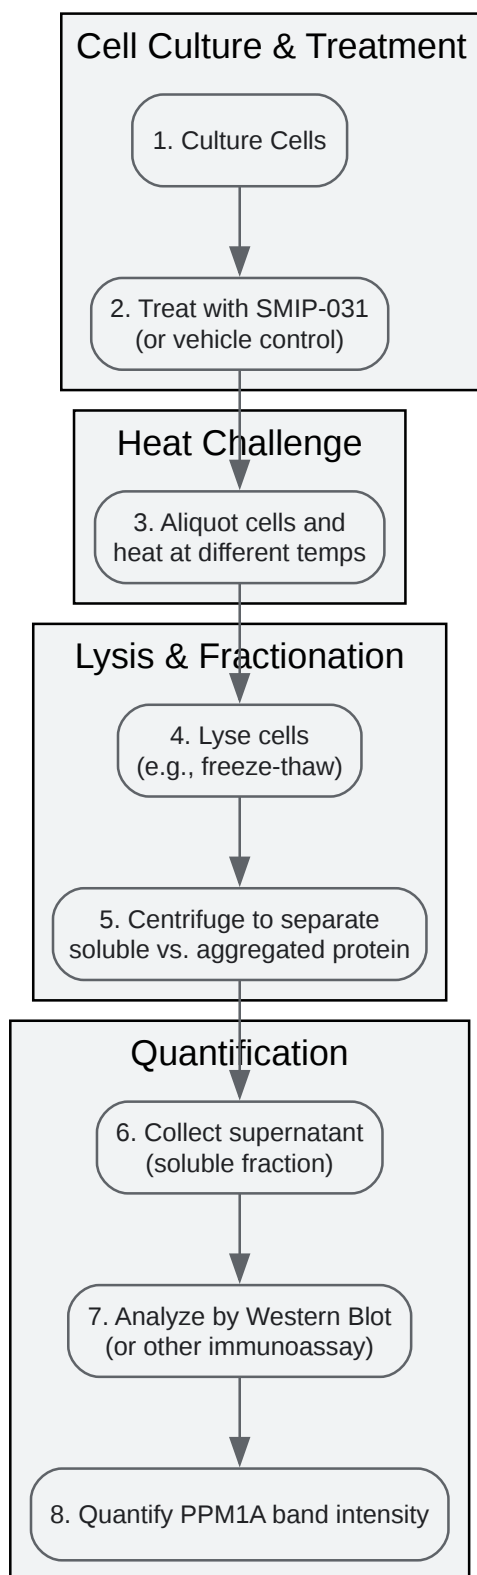 Cell Culture & Treatment
1. Culture Cells
2. Treat with SMIP-031
(or vehicle control)
Heat Challenge
3. Aliquot cells and
heat at different temps
Lysis & Fractionation
4. Lyse cells
(e.g., freeze-thaw)
5. Centrifuge to separate
soluble vs. aggregated protein
Quantification
6. Collect supernatant
(soluble fraction)
7. Analyze by Western Blot
(or other immunoassay)
8. Quantify PPM1A band intensity